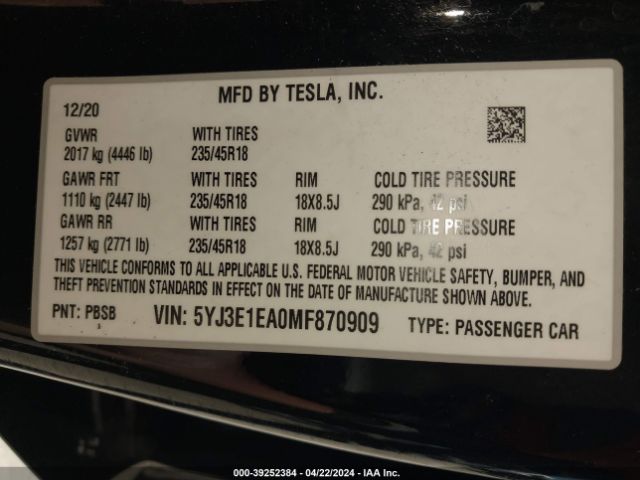 MFD BY TESLA, INC.
12/20
GVWR WITH TIRES
2017 kg (4446 lb) 235/45R18
GAWR FRT WITH TIRES RIM COLD TIRE PRESSURE
1110 kg (2447 lb) 235/45R18 18X8.5J 290 kPa, 42 psi
GAWR RR WITH TIRES RIM COLD TIRE PRESSURE
1257 kg (2771 lb) 235/45R18 18X8.5J 290 kPa, 42 psi
THIS VEHICLE CONFORMS TO ALL APPLICABLE U.S. FEDERAL MOTOR VEHICLE SAFETY, BUMPER, AND
THEFT PREVENTION STANDARDS IN EFFECT ON THE DATE OF MANUFACTURE SHOWN ABOVE.
PNT: PBSB VIN: 5YJ3E1EA0MF870909 TYPE: PASSENGER CAR
000-39252384 - 04/22/2024 - IAA Inc.